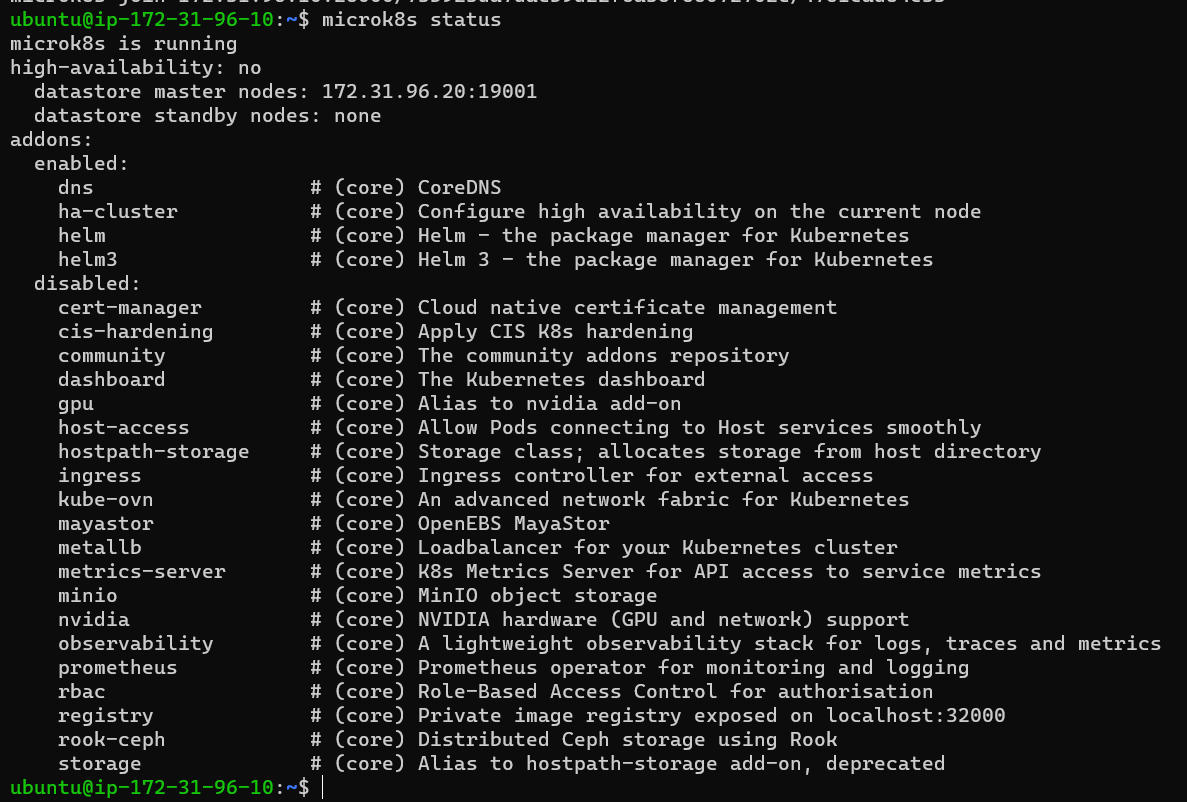 ubuntu@ip-172-31-96-10:~$ microk8s status
microk8s is running
high-availability: no
  datastore master nodes: 172.31.96.20:19001
  datastore standby nodes: none
addons:
  enabled:
    dns                  # (core) CoreDNS
    ha-cluster           # (core) Configure high availability on the current node
    helm                 # (core) Helm - the package manager for Kubernetes
    helm3                # (core) Helm 3 - the package manager for Kubernetes
  disabled:
    cert-manager         # (core) Cloud native certificate management
    cis-hardening        # (core) Apply CIS K8s hardening
    community            # (core) The community addons repository
    dashboard            # (core) The Kubernetes dashboard
    gpu                  # (core) Alias to nvidia add-on
    host-access          # (core) Allow Pods connecting to Host services smoothly
    hostpath-storage     # (core) Storage class; allocates storage from host directory
    ingress              # (core) Ingress controller for external access
    kube-ovn             # (core) An advanced network fabric for Kubernetes
    mayastor             # (core) OpenEBS MayaStor
    metallb              # (core) Loadbalancer for your Kubernetes cluster
    metrics-server       # (core) K8s Metrics Server for API access to service metrics
    minio                # (core) MinIO object storage
    nvidia               # (core) NVIDIA hardware (GPU and network) support
    observability        # (core) A lightweight observability stack for logs, traces and metrics
    prometheus           # (core) Prometheus operator for monitoring and logging
    rbac                 # (core) Role-Based Access Control for authorisation
    registry             # (core) Private image registry exposed on localhost:32000
    rook-ceph            # (core) Distributed Ceph storage using Rook
    storage              # (core) Alias to hostpath-storage add-on, deprecated
ubuntu@ip-172-31-96-10:~$